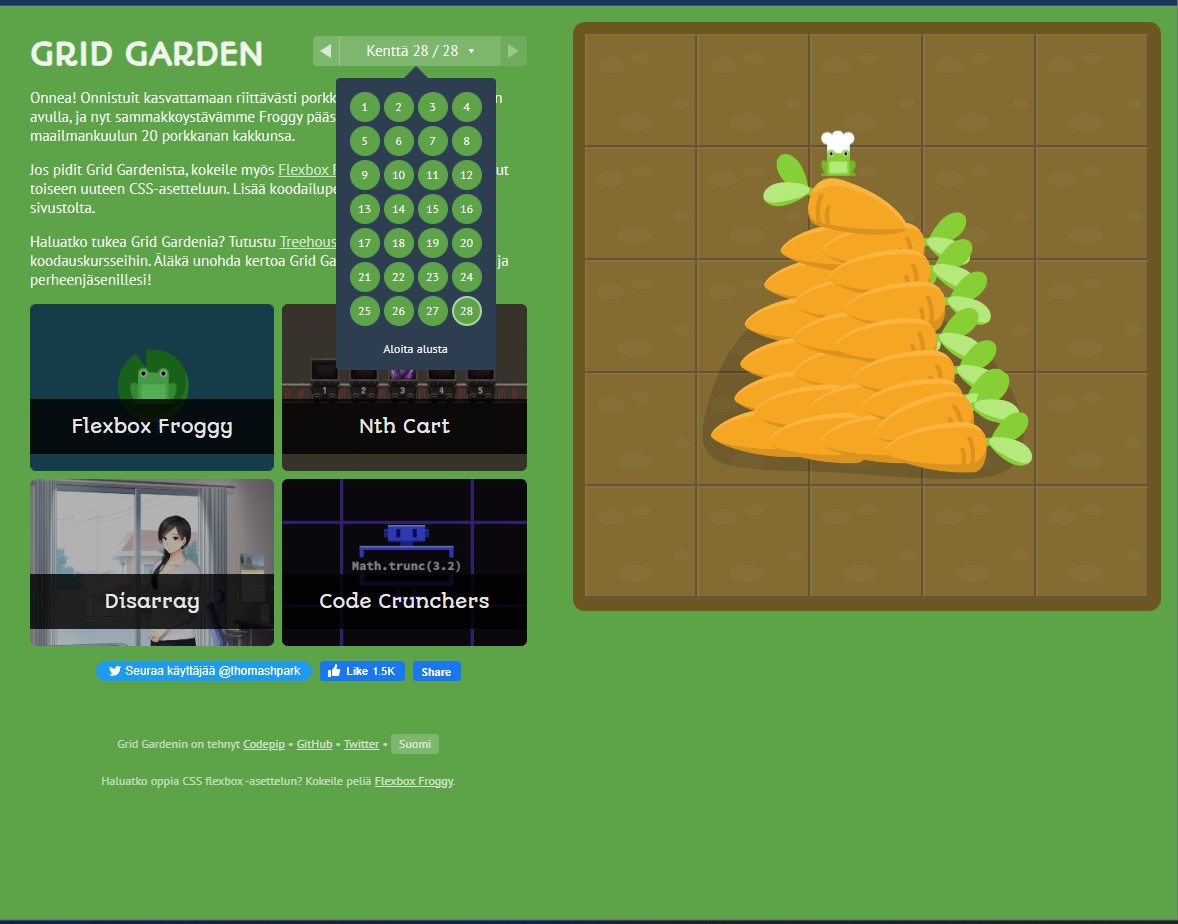 GRID GARDEN
Kenttä 28 / 28
Onnea! Onnistuit kasvattamaan riittävästi porkk
avulla, ja nyt sammakkoystävämme Froggy pääs
maailmankuulun 20 porkkanan kakkunsa.
Jos pidit Grid Gardenista, kokeile myös Flexbox F
ut
toiseen uuteen CSS-asetteluun. Lisää koodailupe
sivustolta.
Haluatko tukea Grid Gardenia? Tutustu Treehous
koodauskursseihin. Äläkä unohda kertoa Grid Ga
ja
perheenjäsenillesi!
1 2 3 4
5 6 7 8
9 10 11 12
13 14 15 16
17 18 19 20
21 22 23 24
25 26 27 28
Aloita alusta
1 2 3 4 5
Flexbox Froggy
Nth Cart
Math.trunc(3.2)
Disarray
Code Crunchers
Seuraa käyttäjää @thomashpark
Like 1.5K
Share
Grid Gardenin on tehnyt Codepip • GitHub • Twitter • Suomi
Haluatko oppia CSS flexbox -asettelun? Kokeile peliä Flexbox Froggy.